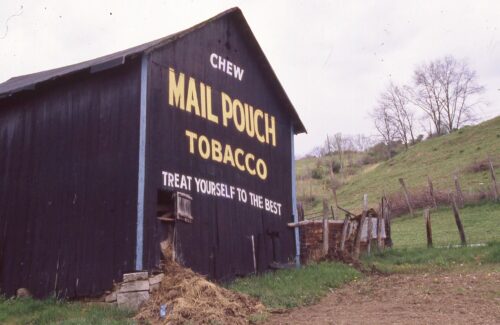 CHEW
MAIL POUCH
TOBACCO
TREAT YOURSELF TO THE BEST